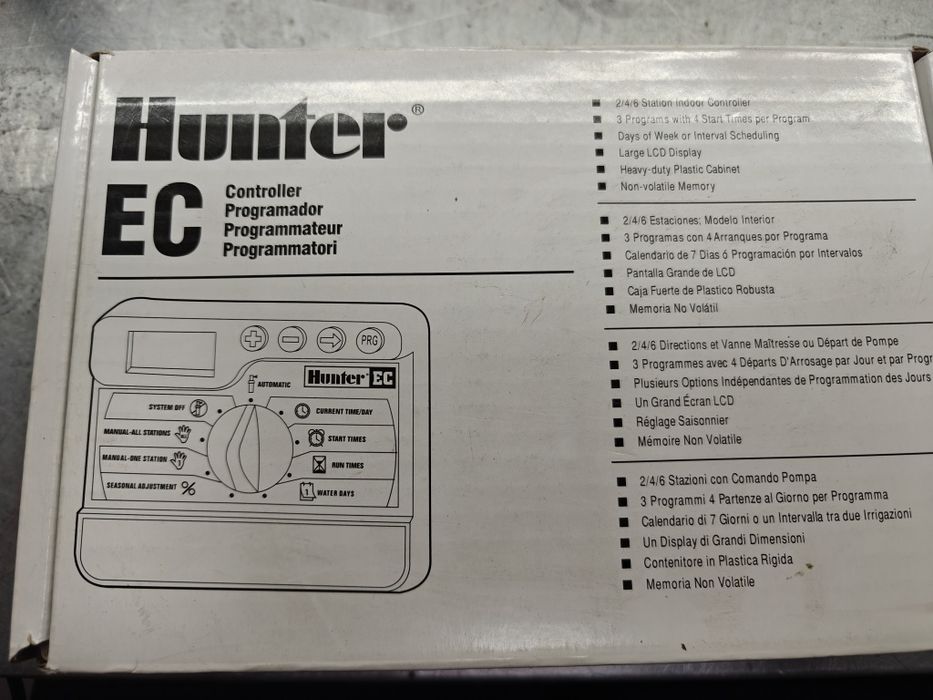 Hunter®
EC
Controller
Programador
Programmateur
Programmatori
PRG
Hunter® EC
AUTOMATIC
SYSTEM OFF
CURRENT TIME/DAY
MANUAL-ALL STATIONS
START TIMES
MANUAL-ONE STATION
1
RUN TIMES
SEASONAL ADJUSTMENT %
1
WATER DAYS
2/4/6 Station Indoor Controller
3 Programs with 4 Start Times per Program
Days of Week or Interval Scheduling
Large LCD Display
Heavy-duty Plastic Cabinet
Non-volatile Memory
2/4/6 Estaciones; Modelo Interior
3 Programas con 4 Arranques por Programa
Calendario de 7 Dias ó Programación por Intervalos
Pantalla Grande de LCD
Caja Fuerte de Plastico Robusta
Memoria No Volátil
2/4/6 Directions et Vanne Maîtresse ou Départ de Pompe
3 Programmes avec 4 Départs D'Arrosage par Jour et par Progr
Plusieurs Options Indépendantes de Programmation des Jours
Un Grand Écran LCD
Réglage Saisonnier
Mémoire Non Volatile
2/4/6 Stazioni con Comando Pompa
3 Programmi 4 Partenze al Giorno per Programma
Calendario di 7 Giorni o un Intervalla tra due Irrigazioni
Un Display di Grandi Dimensioni
Contenitore in Plastica Rigida
Memoria Non Volatile